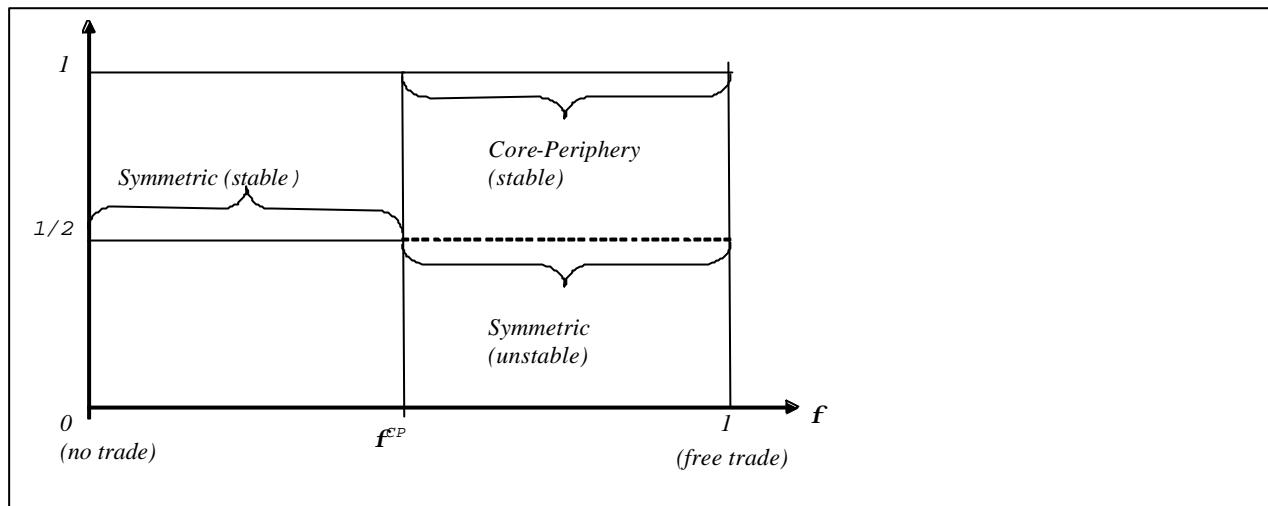 1
Core-Periphery
(stable)
Symmetric (stable)
1/2
Symmetric
(unstable)
0
(no trade)
f^CP
1
(free trade)
f